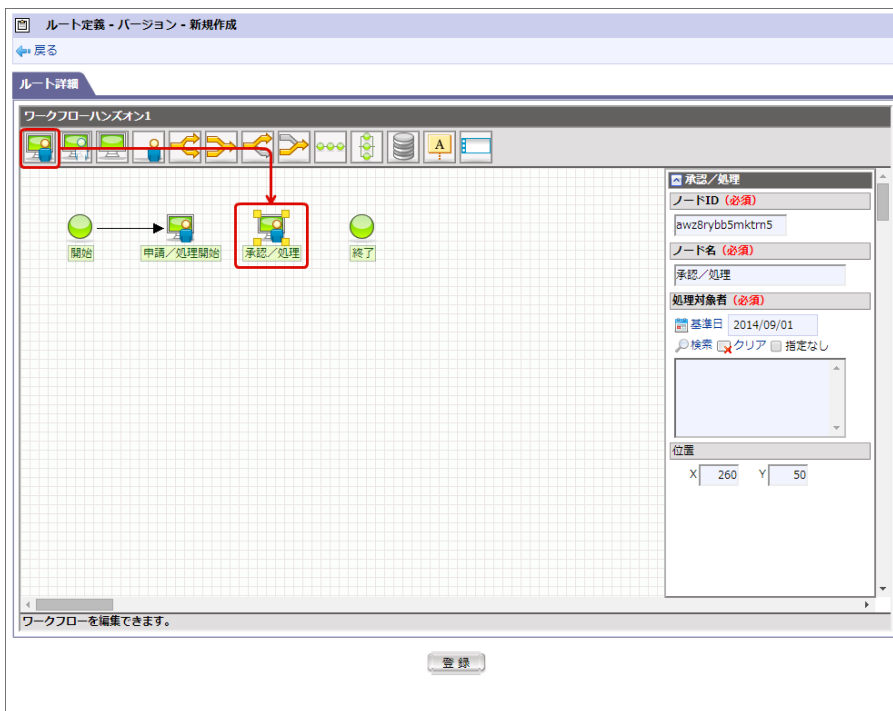 ルート定義 - バージョン - 新規作成
戻る
ルート詳細
ワークフローハンズオン1
A
開始
申請／処理開始
承認／処理
終了
承認／処理
ノードID (必須)
awz8rybb5mktrn5
ノード名 (必須)
承認／処理
処理対象者 (必須)
基準日 2014/09/01
検索 クリア 指定なし
位置
X 260 Y 50
ワークフローを編集できます。
登録